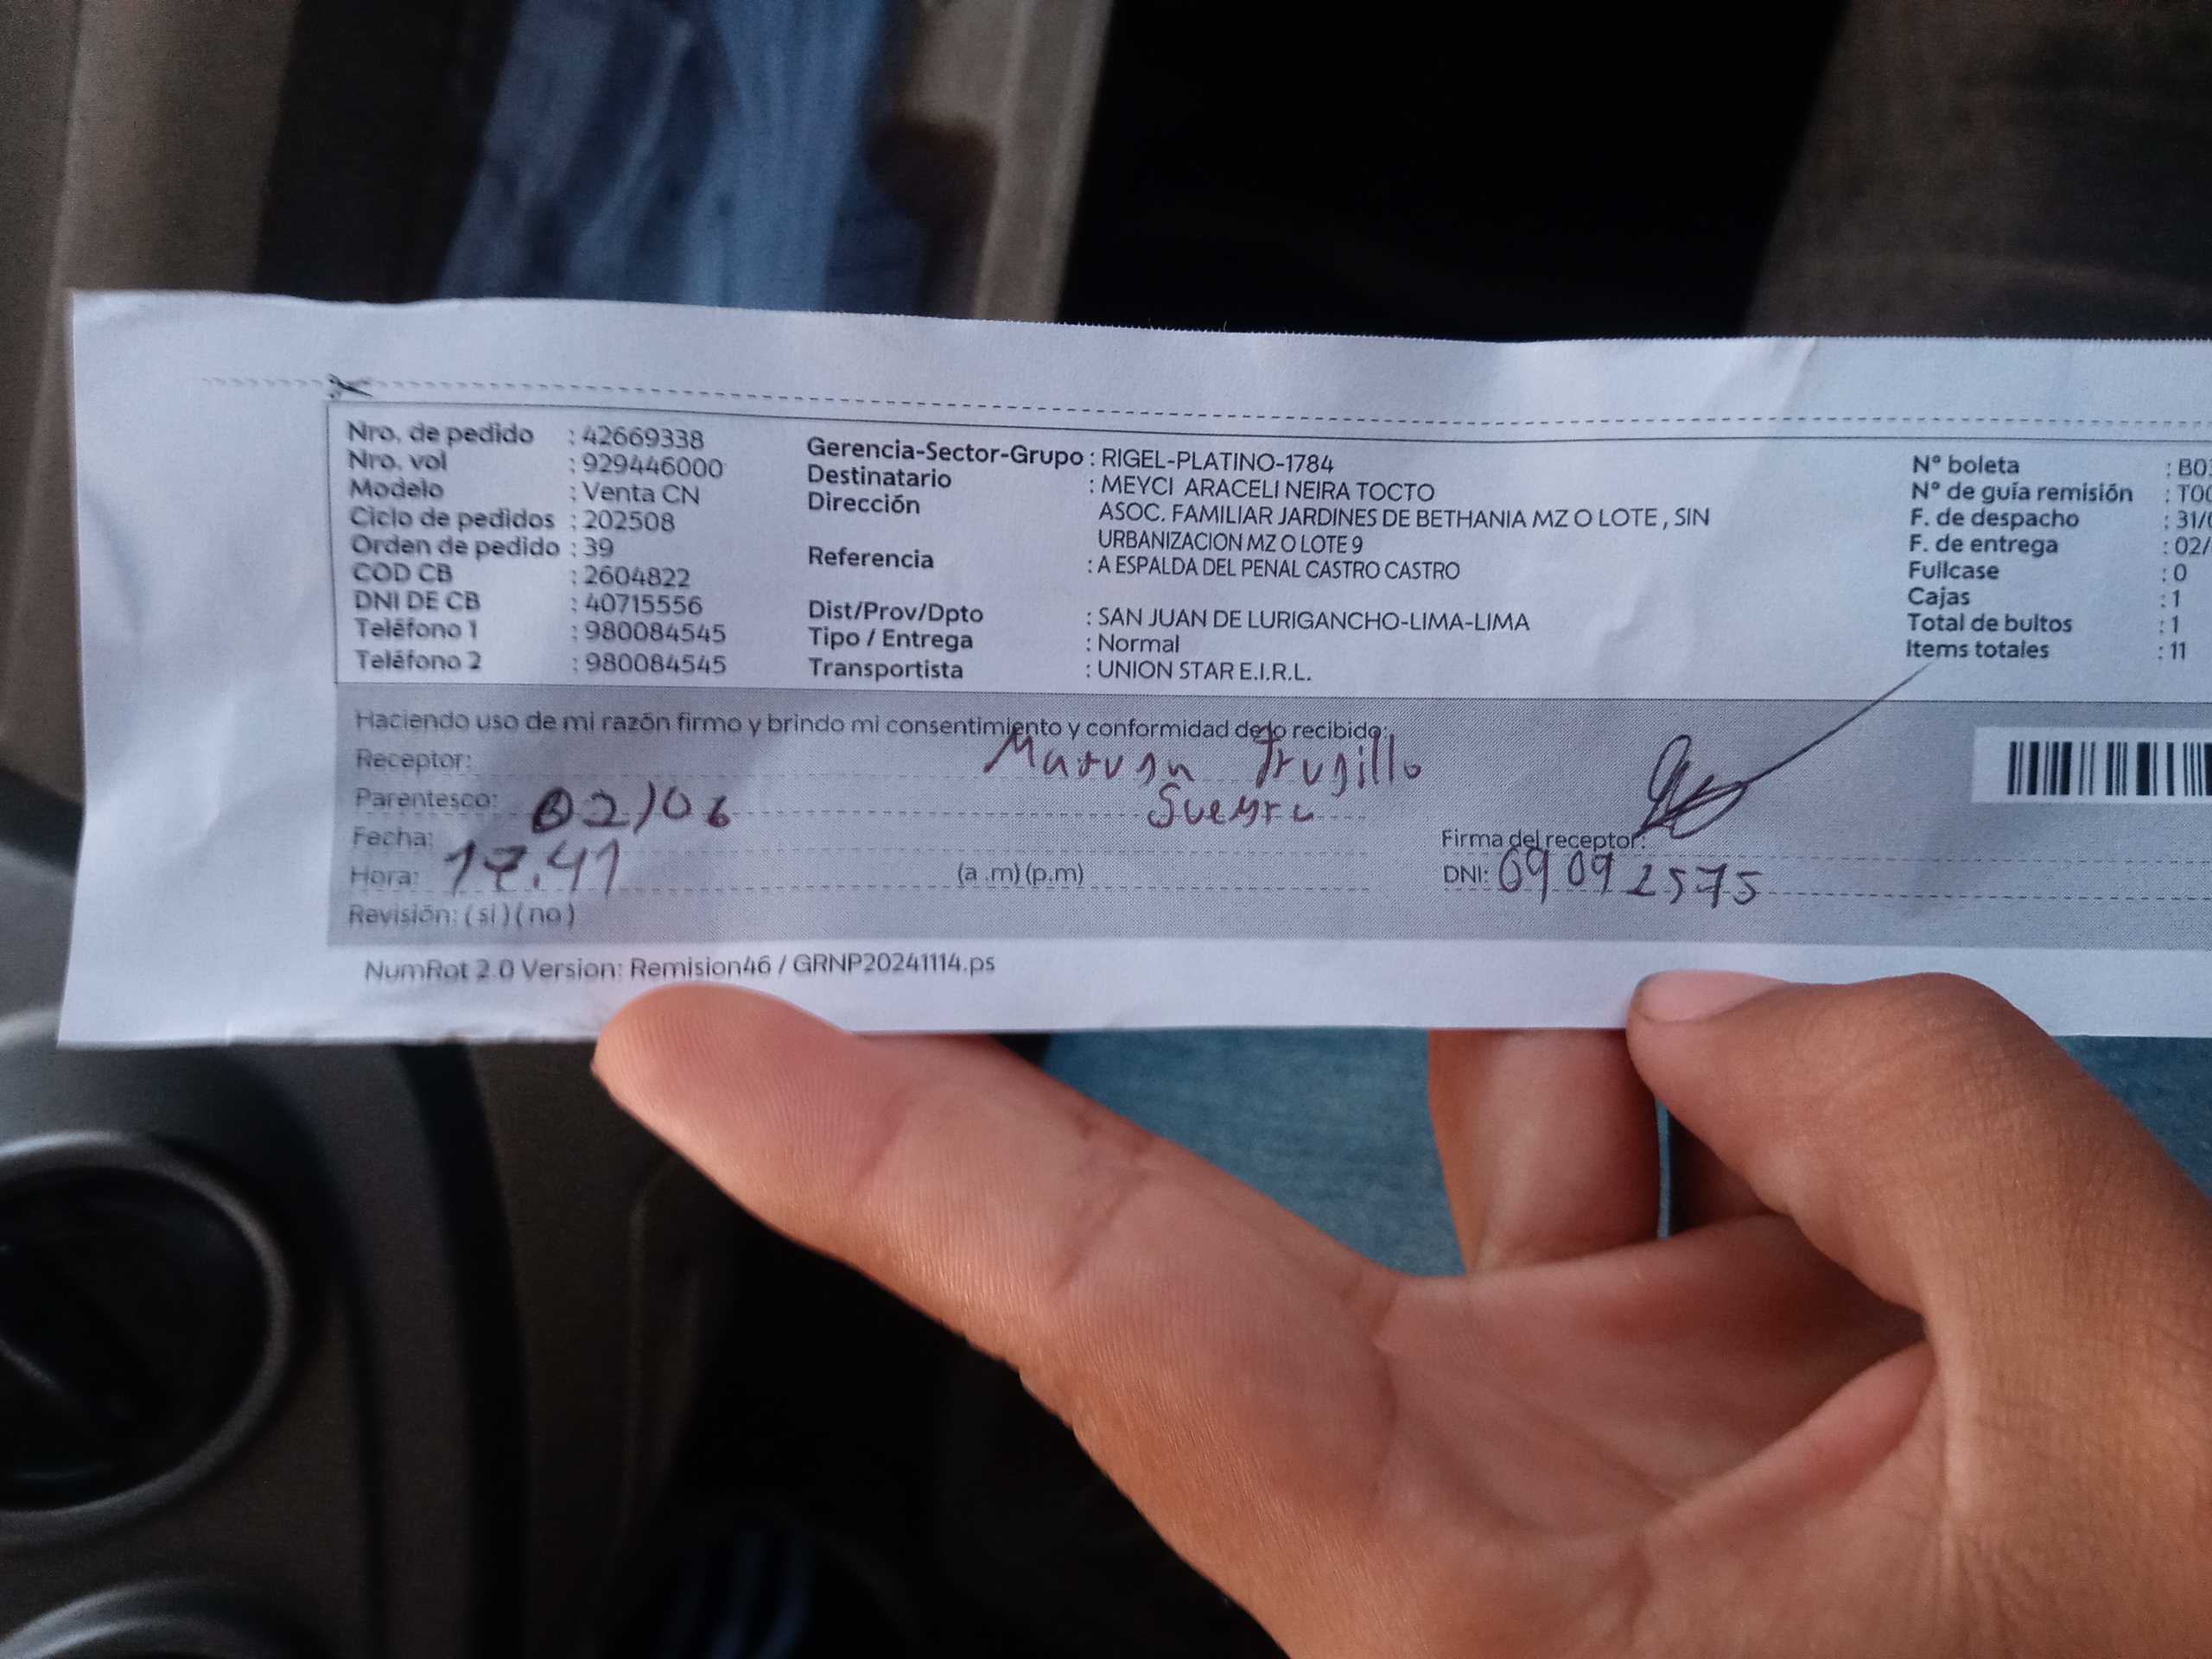 Nro. de pedido : 42669338
Nro. vol : 929446000
Modelo : Venta CN
Ciclo de pedidos : 202508
Orden de pedido : 39
COD CB : 2604822
DNI DE CB : 40715556
Teléfono 1 : 980084545
Teléfono 2 : 980084545
Gerencia-Sector-Grupo : RIGEL-PLATINO-1784
Destinatario : MEYCI ARACELI NEIRA TOCTO
Dirección ASOC. FAMILIAR JARDINES DE BETHANIA MZ O LOTE , SIN
URBANIZACION MZ O LOTE 9
Referencia : A ESPALDA DEL PENAL CASTRO CASTRO
Dist/Prov/Dpto : SAN JUAN DE LURIGANCHO-LIMA-LIMA
Tipo / Entrega : Normal
Transportista : UNION STAR E.I.R.L.
N° boleta : B0
N° de guía remisión : T00
F. de despacho : 31/
F. de entrega : 02/
Fullcase : 0
Cajas : 1
Total de bultos : 1
Items totales : 11
Haciendo uso de mi razón firmo y brindo mi consentimiento y conformidad de lo recibido:
Receptor: Trujillo
Parentesco: Suegra
Fecha: 02/06
Hora: 17.41 (a .m) (p.m)
Revisión: ( si ) ( no )
Firma del receptor:
DNI: 09092575
NumRot 2.0 Version: Remision46 / GRNP20241114.ps